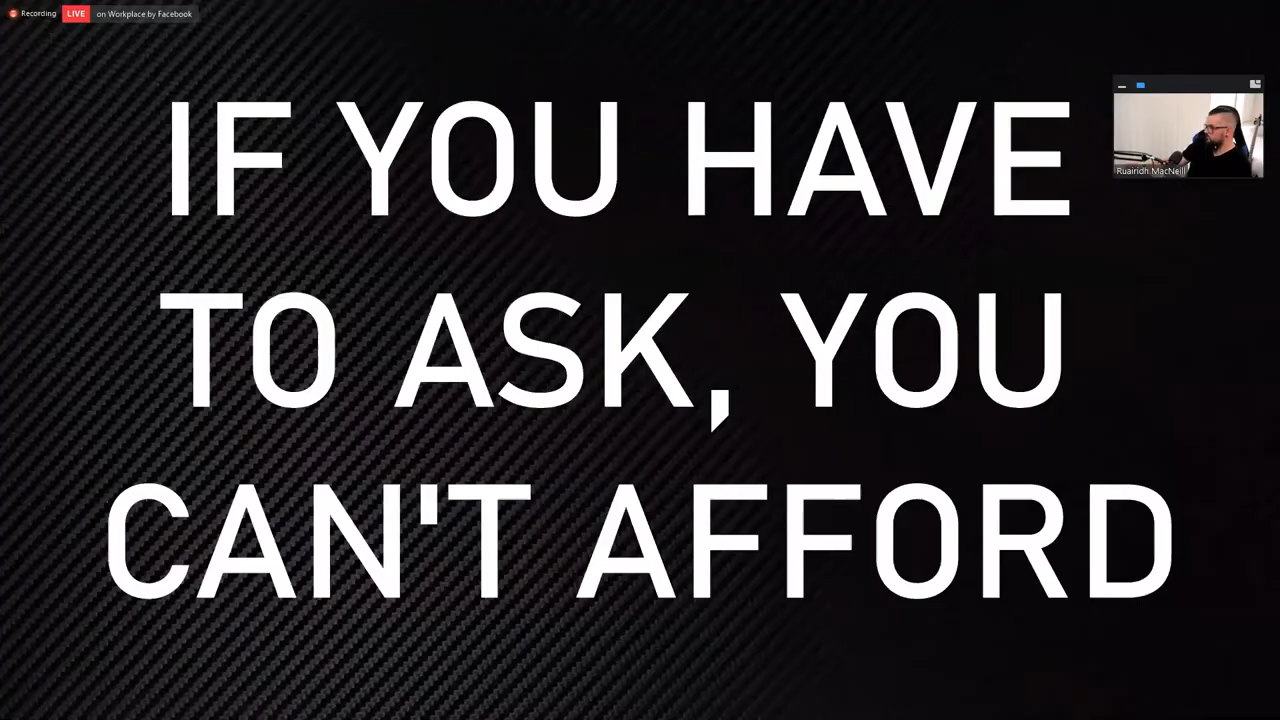 Recording LIVE on Workplace by Facebook
IF YOU HAVE
TO ASK, YOU
CAN'T AFFORD
Ruairidh MacNeill